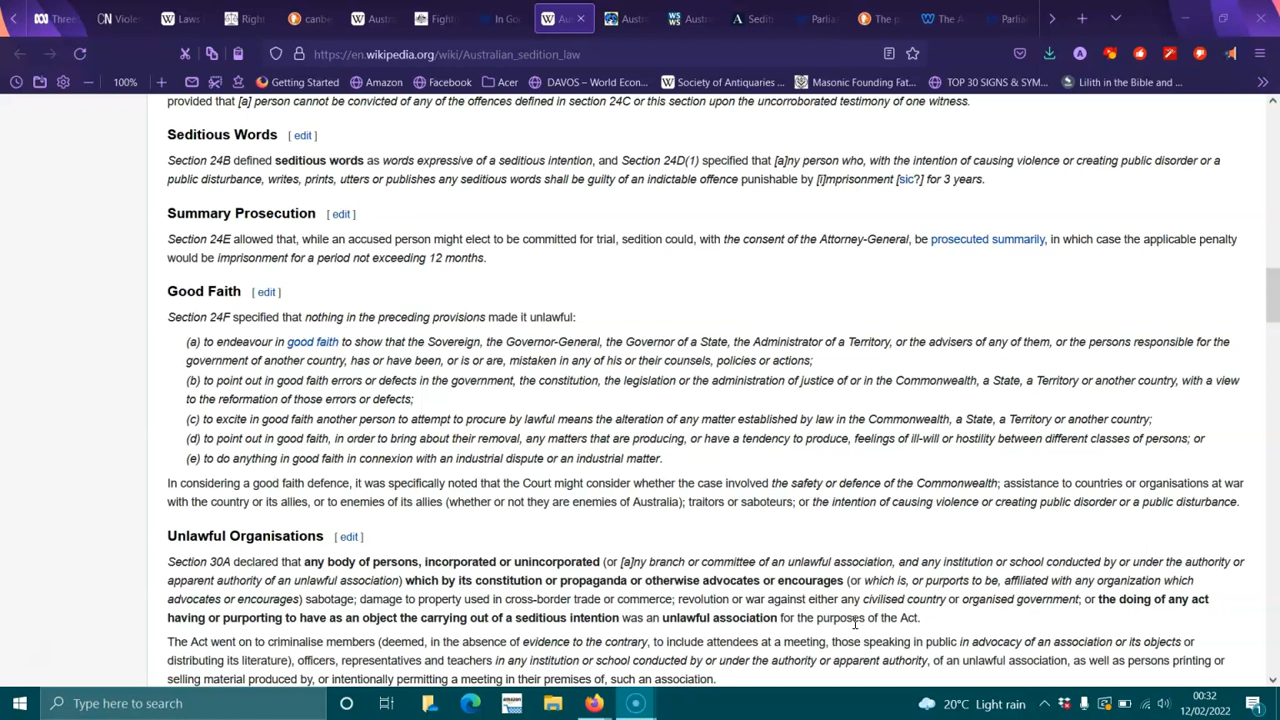 Three
CN Violen
W Laws
Right
canbe
W Austra
Fightin
In Goo
W Au
Austra
WS WS Austra
A Seditio
Parliam
The p
The A
Parliam
100%
https://en.wikipedia.org/wiki/Australian_sedition_law
Getting Started
Amazon
Facebook
Acer
DAVOS – World Econ...
Society of Antiquaries ...
Masonic Founding Fat...
TOP 30 SIGNS & SYM...
Lilith in the Bible and ...
provided that [a] person cannot be convicted of any of the offences defined in section 24C or this section upon the uncorroborated testimony of one witness.
Seditious Words [ edit ]
Section 24B defined seditious words as words expressive of a seditious intention, and Section 24D(1) specified that [a]ny person who, with the intention of causing violence or creating public disorder or a
public disturbance, writes, prints, utters or publishes any seditious words shall be guilty of an indictable offence punishable by [i]mprisonment [sic?] for 3 years.
Summary Prosecution [ edit ]
Section 24E allowed that, while an accused person might elect to be committed for trial, sedition could, with the consent of the Attorney-General, be prosecuted summarily, in which case the applicable penalty
would be imprisonment for a period not exceeding 12 months.
Good Faith [ edit ]
Section 24F specified that nothing in the preceding provisions made it unlawful:
(a) to endeavour in good faith to show that the Sovereign, the Governor-General, the Governor of a State, the Administrator of a Territory, or the advisers of any of them, or the persons responsible for the
government of another country, has or have been, or is or are, mistaken in any of his or their counsels, policies or actions;
(b) to point out in good faith errors or defects in the government, the constitution, the legislation or the administration of justice of or in the Commonwealth, a State, a Territory or another country, with a view
to the reformation of those errors or defects;
(c) to excite in good faith another person to attempt to procure by lawful means the alteration of any matter established by law in the Commonwealth, a State, a Territory or another country;
(d) to point out in good faith, in order to bring about their removal, any matters that are producing, or have a tendency to produce, feelings of ill-will or hostility between different classes of persons; or
(e) to do anything in good faith in connexion with an industrial dispute or an industrial matter.
In considering a good faith defence, it was specifically noted that the Court might consider whether the case involved the safety or defence of the Commonwealth; assistance to countries or organisations at war
with the country or its allies, or to enemies of its allies (whether or not they are enemies of Australia); traitors or saboteurs; or the intention of causing violence or creating public disorder or a public disturbance.
Unlawful Organisations [ edit ]
Section 30A declared that any body of persons, incorporated or unincorporated (or [a]ny branch or committee of an unlawful association, and any institution or school conducted by or under the authority or
apparent authority of an unlawful association) which by its constitution or propaganda or otherwise advocates or encourages (or which is, or purports to be, affiliated with any organization which
advocates or encourages) sabotage; damage to property used in cross-border trade or commerce; revolution or war against either any civilised country or organised government; or the doing of any act
having or purporting to have as an object the carrying out of a seditious intention was an unlawful association for the purposes of the Act.
The Act went on to criminalise members (deemed, in the absence of evidence to the contrary, to include attendees at a meeting, those speaking in public in advocacy of an association or its objects or
distributing its literature), officers, representatives and teachers in any institution or school conducted by or under the authority or apparent authority, of an unlawful association, as well as persons printing or
selling material produced by, or intentionally permitting a meeting in their premises of, such an association.
Type here to search
20°C Light rain
00:32
12/02/2022